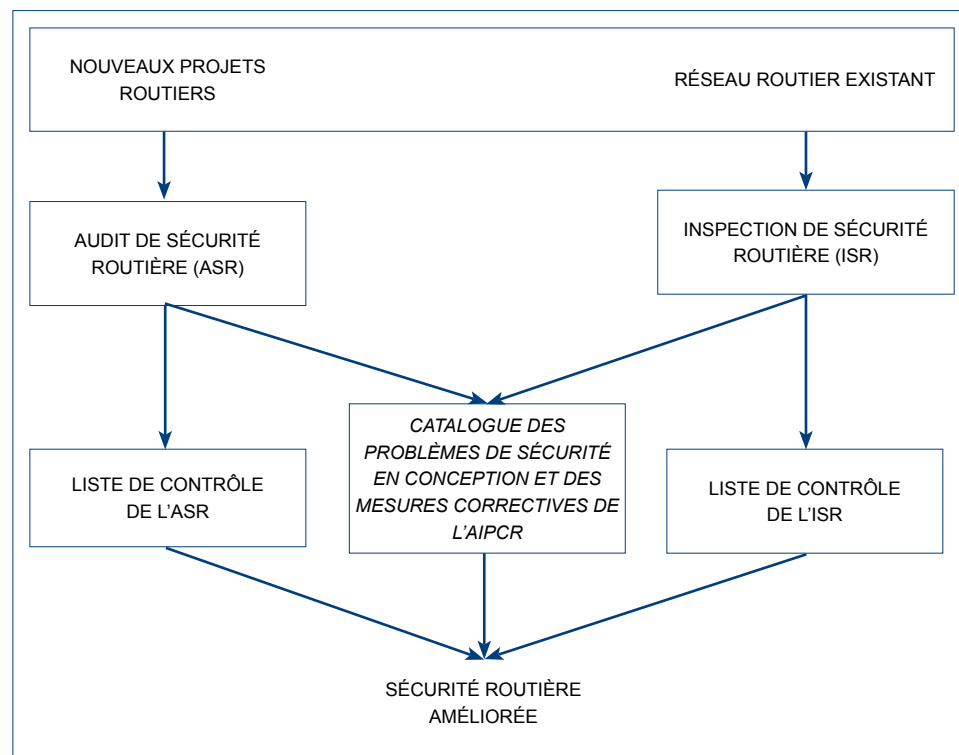 NOUVEAUX PROJETS
ROUTIERS
RÉSEAU ROUTIER EXISTANT
AUDIT DE SÉCURITÉ
ROUTIÈRE (ASR)
INSPECTION DE SÉCURITÉ
ROUTIÈRE (ISR)
LISTE DE CONTRÔLE
DE L’ASR
CATALOGUE DES
PROBLÈMES DE SÉCURITÉ
EN CONCEPTION ET DES
MESURES CORRECTIVES DE
L’AIPCR
LISTE DE CONTRÔLE
DE L’ISR
SÉCURITÉ ROUTIÈRE
AMÉLIORÉE